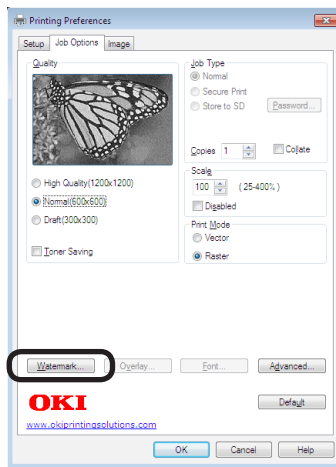 Printing Preferences
Setup Job Options Image
Quality
High Quality(1200x1200)
Normal(600x600)
Draft(300x300)
Toner Saving
Job Type
Normal
Secure Print
Store to SD Password...
Copies 1 Collate
Scale
100 (25-400%)
Disabled
Print Mode
Vector
Raster
Watermark... Overlay... Font... Advanced...
OKI Default
www.okiprintingsolutions.com
OK Cancel Help